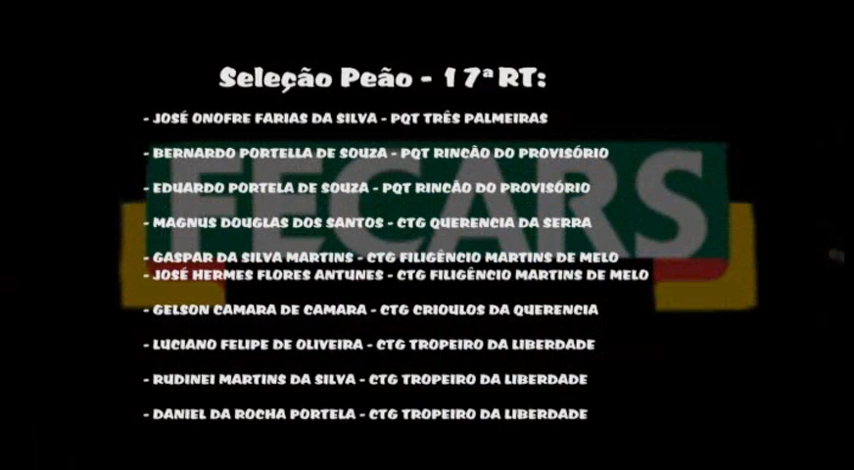 Seleção Peão - 17ª RT:
- JOSÉ ONOFRE FARIAS DA SILVA - PQT TRÊS PALMEIRAS
- BERNARDO PORTELLA DE SOUZA - PQT RINCÃO DO PROVISÓRIO
- EDUARDO PORTELA DE SOUZA - PQT RINCÃO DO PROVISÓRIO
FECARS
- MAGNUS DOUGLAS DOS SANTOS - CTG QUERENCIA DA SERRA
- GASPAR DA SILVA MARTINS - CTG FILIGÊNCIO MARTINS DE MELO
- JOSÉ HERMES FLORES ANTUNES - CTG FILIGÊNCIO MARTINS DE MELO
- GELSON CAMARA DE CAMARA - CTG CRIOULOS DA QUERENCIA
- LUCIANO FELIPE DE OLIVEIRA - CTG TROPEIRO DA LIBERDADE
- RUDINEI MARTINS DA SILVA - CTG TROPEIRO DA LIBERDADE
- DANIEL DA ROCHA PORTELA - CTG TROPEIRO DA LIBERDADE